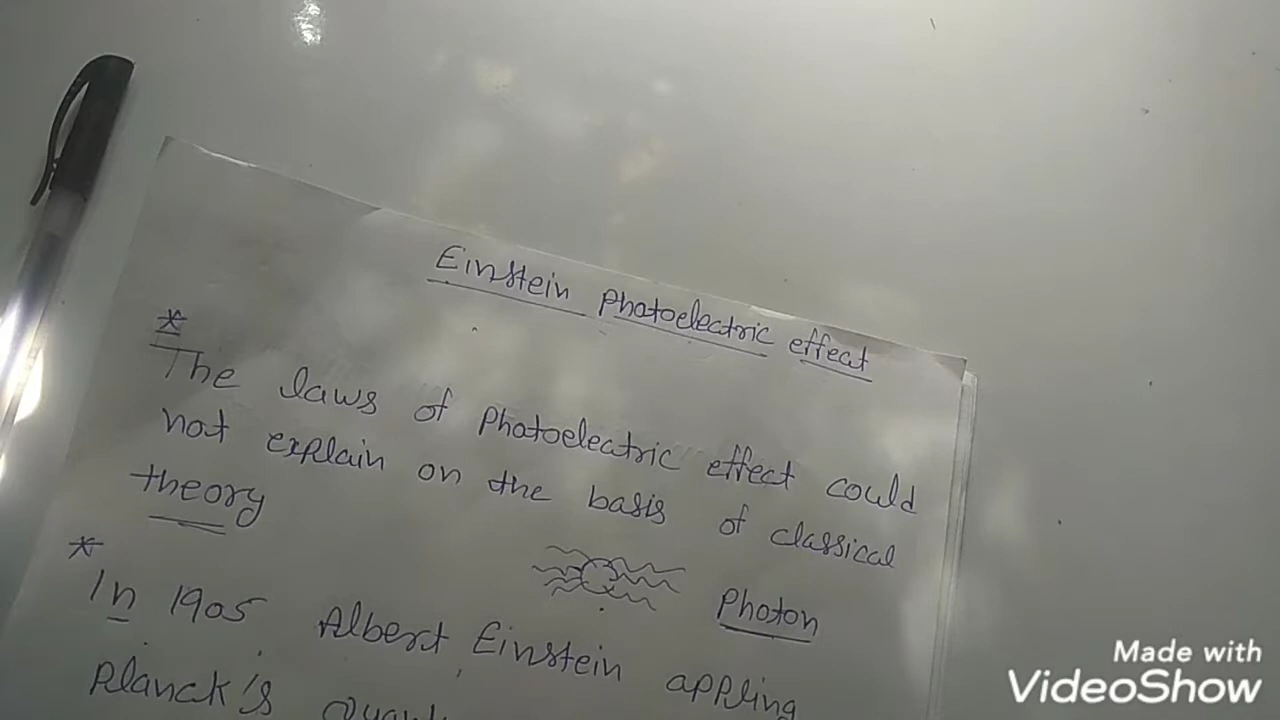 Einstein Photoelectric effect
*
The laws of photoelectric effect could
not explain on the basis of classical
theory
*
Photon
In 1905 Albert Einstein appling
Planck's
Made with
VideoShow